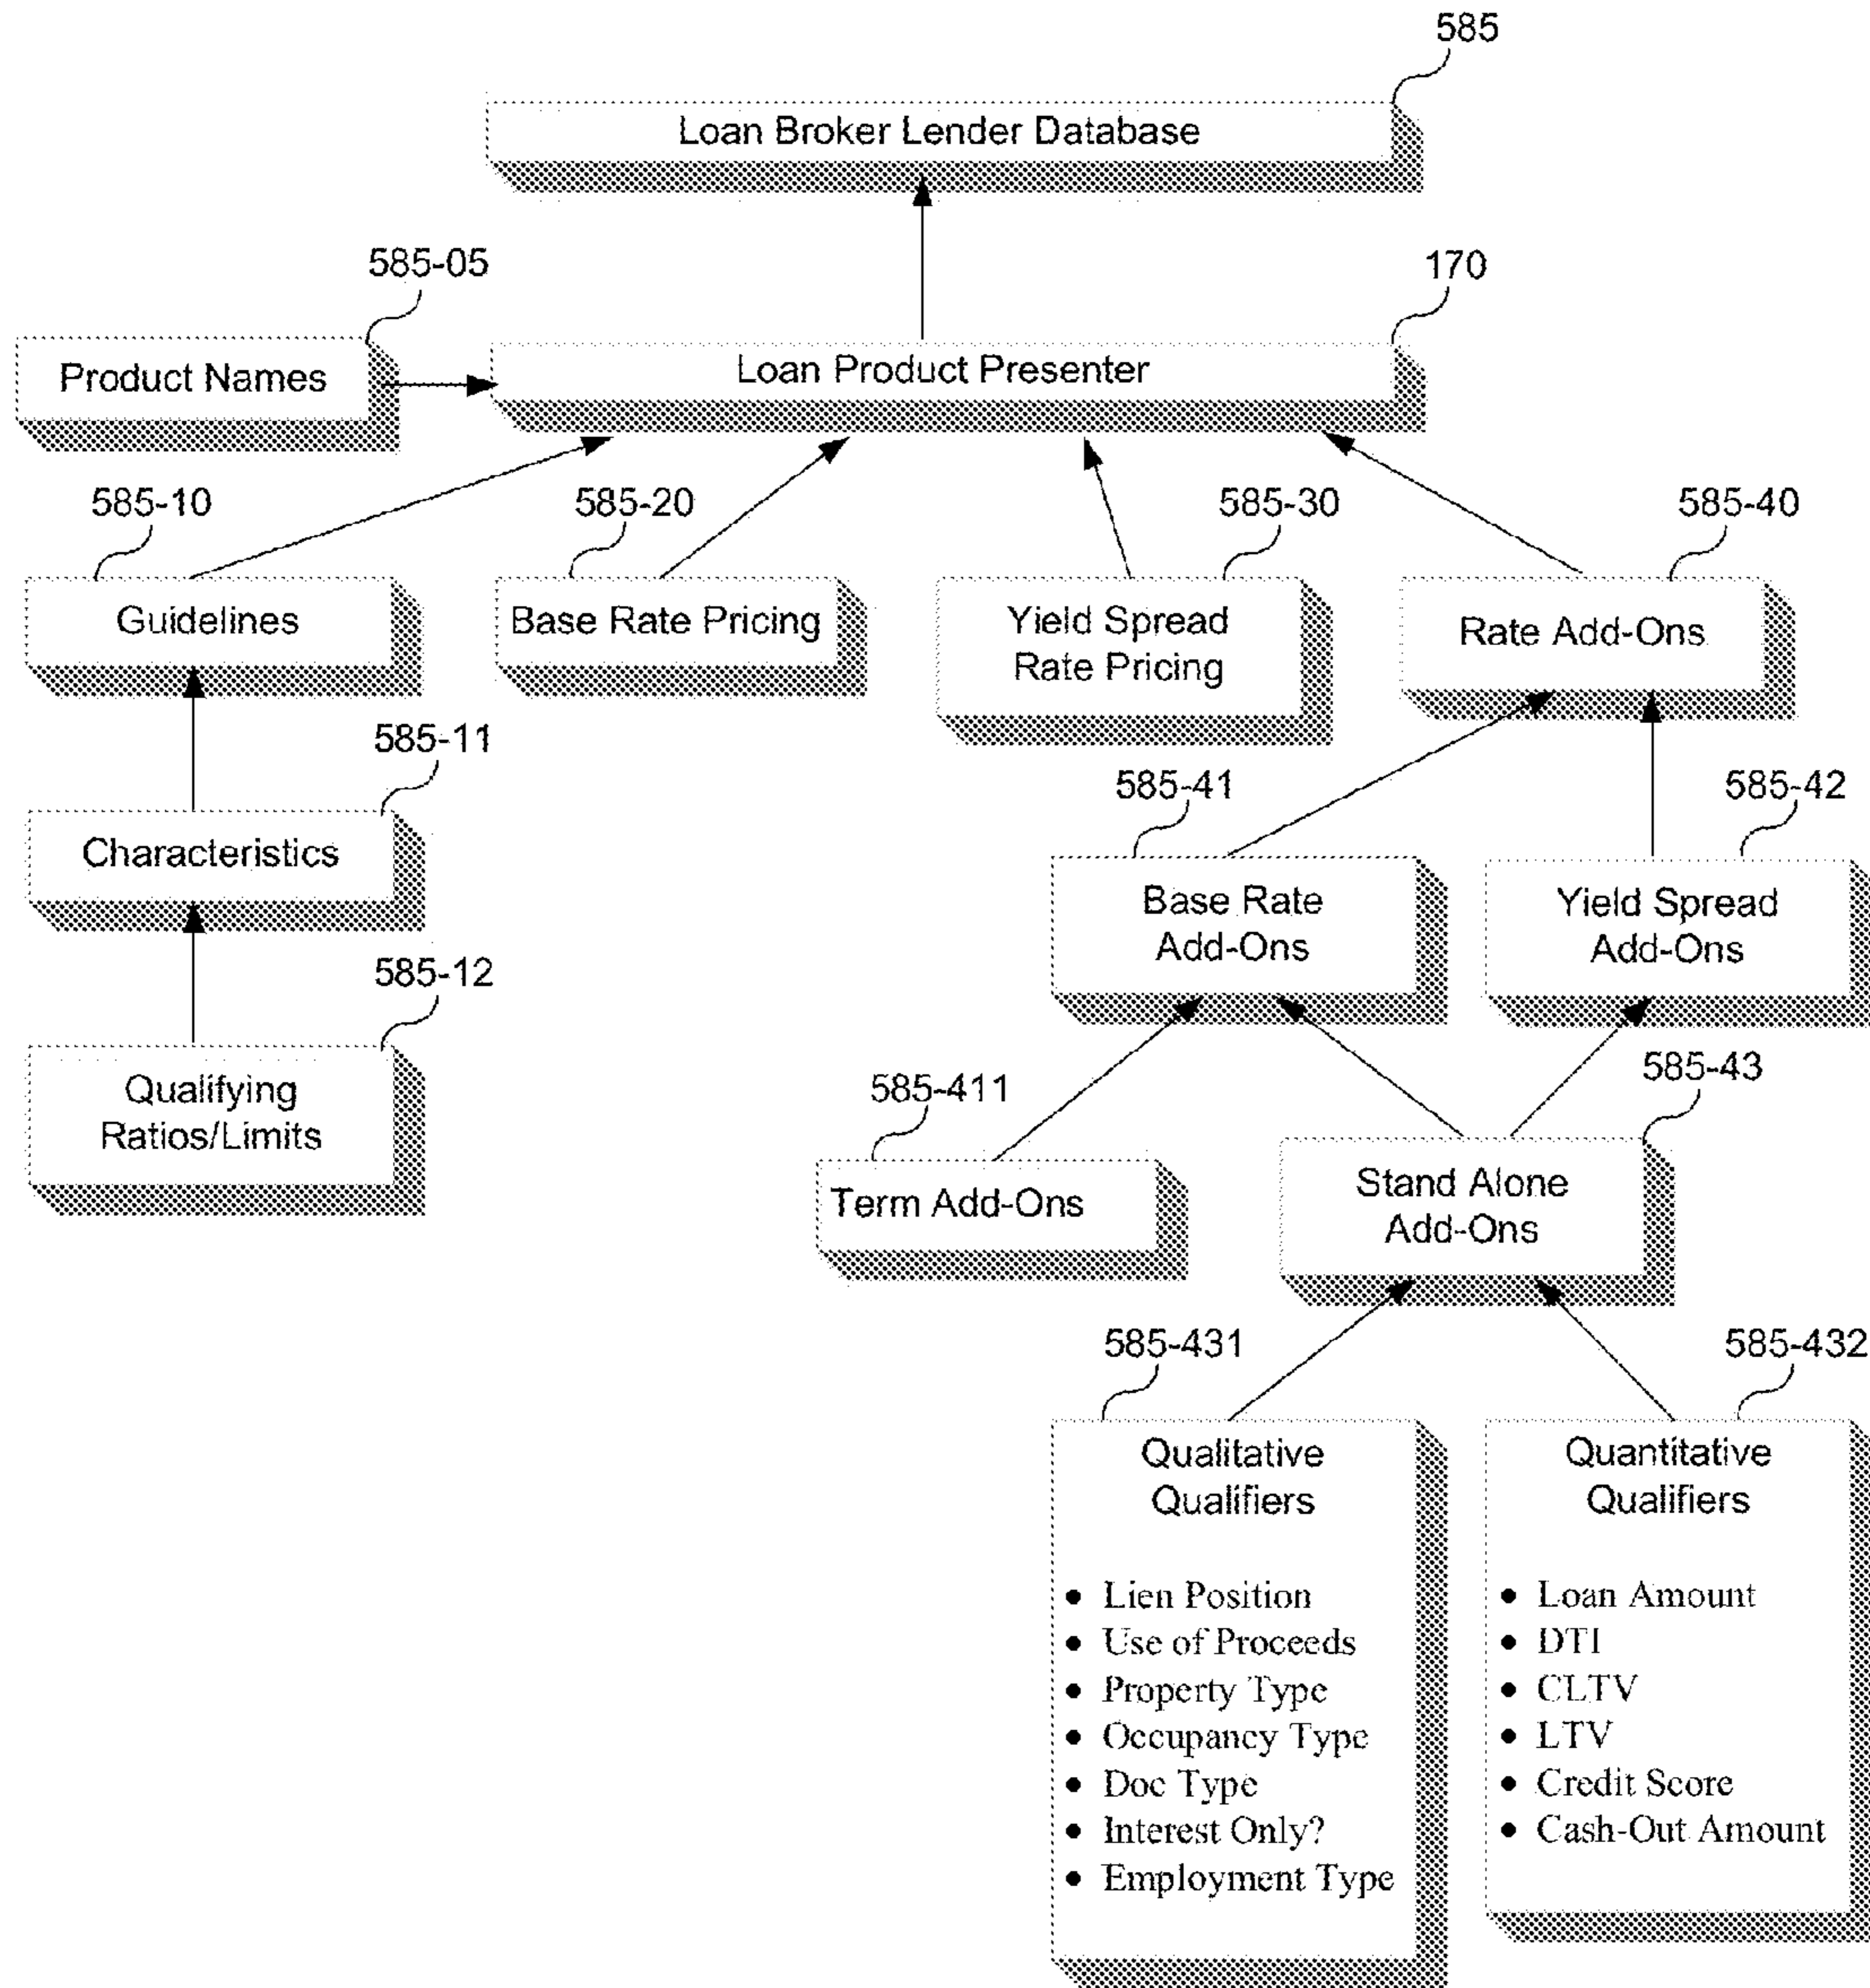 585
Loan Broker Lender Database
585-05
170
Product Names
Loan Product Presenter
585-10
585-20
585-30
585-40
Guidelines
Base Rate Pricing
Yield Spread
Rate Pricing
Rate Add-Ons
585-11
Characteristics
585-41
585-42
Base Rate
Add-Ons
Yield Spread
Add-Ons
585-12
Qualifying
Ratios/Limits
585-411
585-43
Term Add-Ons
Stand Alone
Add-Ons
585-431
585-432
Qualitative
Qualifiers
• Lien Position
• Use of Proceeds
• Property Type
• Occupancy Type
• Doc Type
• Interest Only?
• Employment Type
Quantitative
Qualifiers
• Loan Amount
• DTI
• CLTV
• LTV
• Credit Score
• Cash-Out Amount